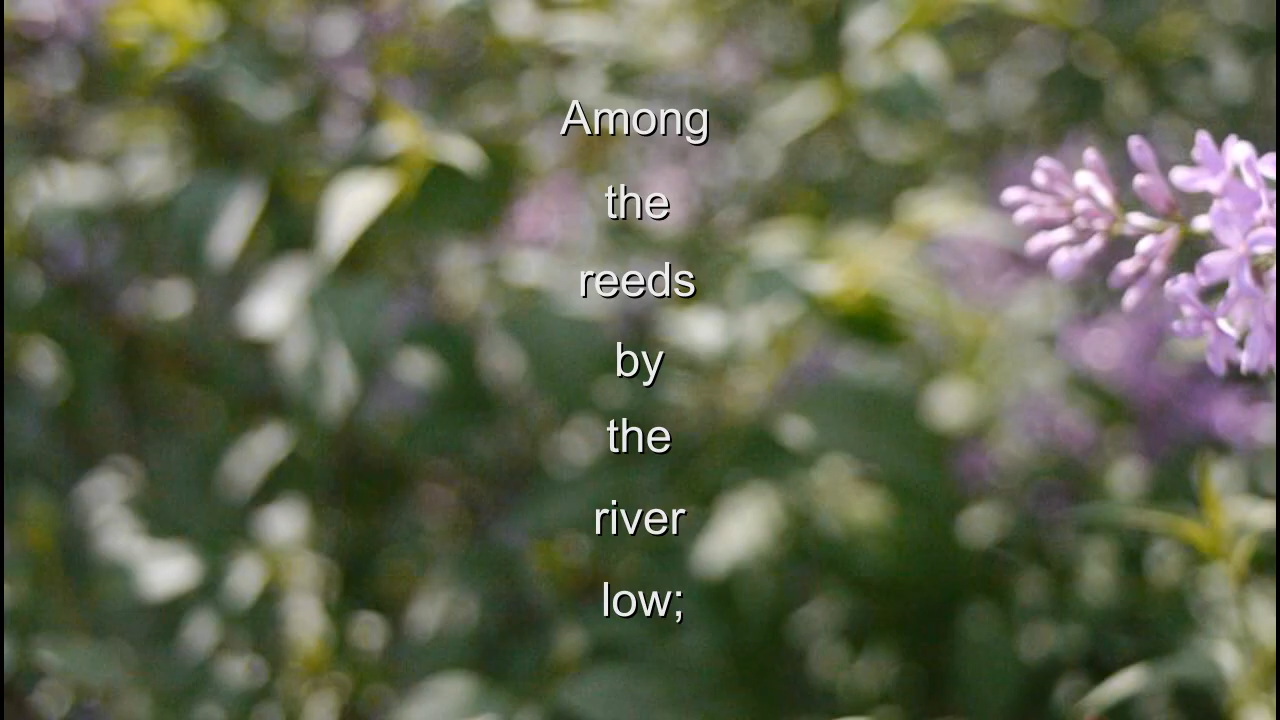 Among
the
reeds
by
the
river
low;